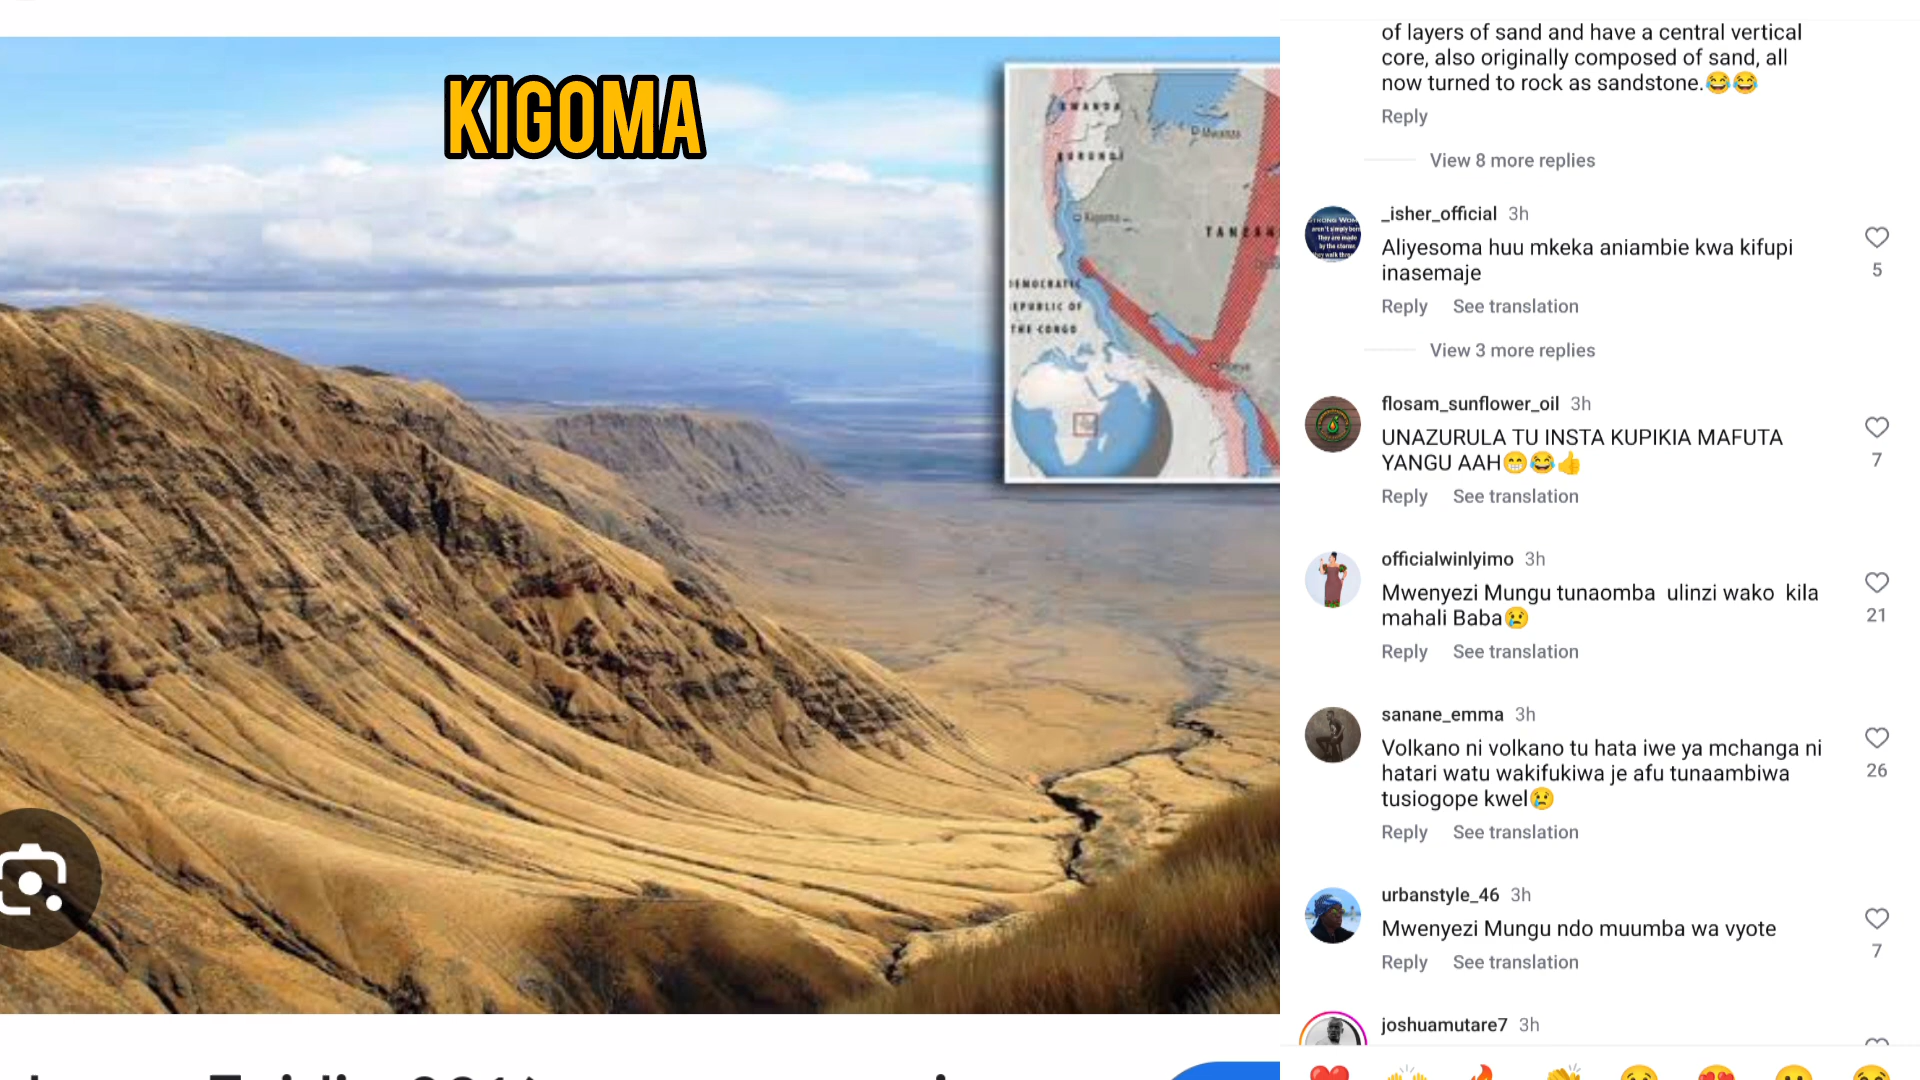 KIGOMA
RWANDA
Mwanza
BURUNDI
Kigoma
DEMOCRATIC
REPUBLIC OF
THE CONGO
of layers of sand and have a central vertical
core, also originally composed of sand, all
now turned to rock as sandstone.😂😂
Reply
View 8 more replies
_isher_official 3h
Aliyesoma huu mkeka aniambie kwa kifupi
inasemaje
5
Reply See translation
View 3 more replies
flosam_sunflower_oil 3h
UNAZURULA TU INSTA KUPIKIA MAFUTA
YANGU AAH😁😂👍
7
Reply See translation
officialwinlyimo 3h
Mwenyezi Mungu tunaomba ulinzi wako kila
mahali Baba😢
21
Reply See translation
sanane_emma 3h
Volkano ni volkano tu hata iwe ya mchanga ni
hatari watu wakifukiwa je afu tunaambiwa
tusiogope kwel😢
26
Reply See translation
urbanstyle_46 3h
Mwenyezi Mungu ndo muumba wa vyote
7
Reply See translation
joshuamutare7 3h